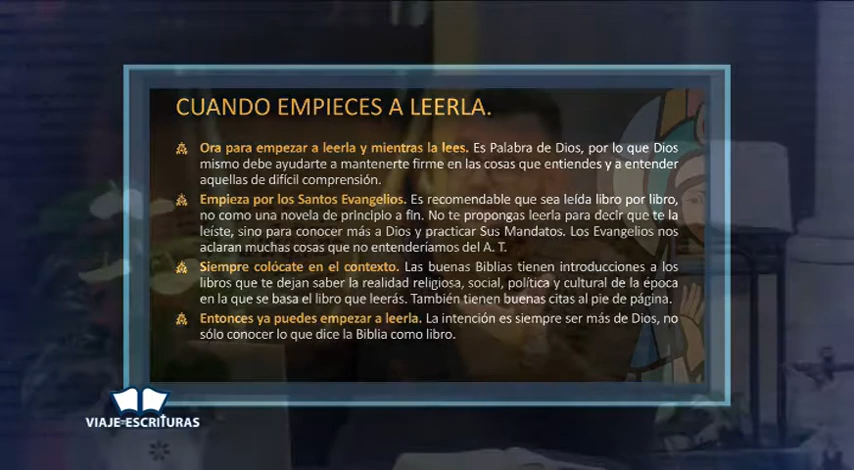 CUANDO EMPIECES A LEERLA.
Ora para empezar a leerla y mientras la lees. Es Palabra de Dios, por lo que Dios
mismo debe ayudarte a mantenerte firme en las cosas que entiendes y a entender
aquellas de difícil comprensión.
Empieza por los Santos Evangelios. Es recomendable que sea leída libro por libro,
no como una novela de principio a fin. No te propongas leerla para decir que te la
leíste, sino para conocer más a Dios y practicar Sus Mandatos. Los Evangelios nos
aclaran muchas cosas que no entenderíamos del A. T.
Siempre colócate en el contexto. Las buenas Biblias tienen introducciones a los
libros que te dejan saber la realidad religiosa, social, política y cultural de la época
en la que se basa el libro que leerás. También tienen buenas citas al pie de página.
Entonces ya puedes empezar a leerla. La intención es siempre ser más de Dios, no
sólo conocer lo que dice la Biblia como libro.
VIAJE ESCRITURAS